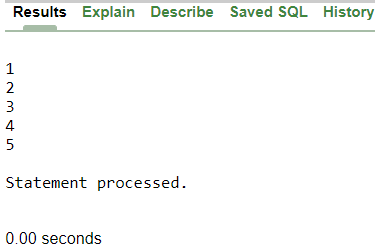 Results Explain Describe Saved SQL History
1
2
3
4
5
Statement processed.
0.00 seconds